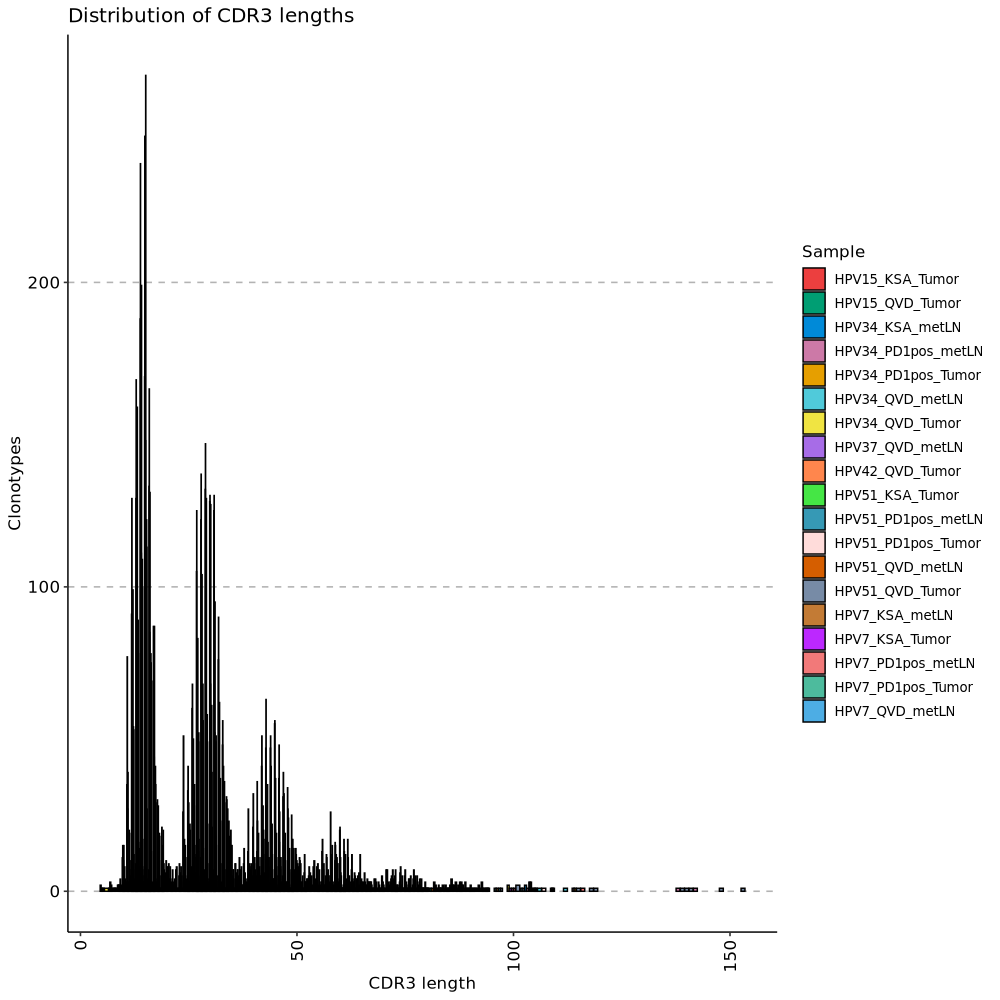 Distribution of CDR3 lengths
Clonotypes
200
100
0
0
50
100
150
CDR3 length
Sample
HPV15_KSA_Tumor
HPV15_QVD_Tumor
HPV34_KSA_metLN
HPV34_PD1pos_metLN
HPV34_PD1pos_Tumor
HPV34_QVD_metLN
HPV34_QVD_Tumor
HPV37_QVD_metLN
HPV42_QVD_Tumor
HPV51_KSA_Tumor
HPV51_PD1pos_metLN
HPV51_PD1pos_Tumor
HPV51_QVD_metLN
HPV51_QVD_Tumor
HPV7_KSA_metLN
HPV7_KSA_Tumor
HPV7_PD1pos_metLN
HPV7_PD1pos_Tumor
HPV7_QVD_metLN